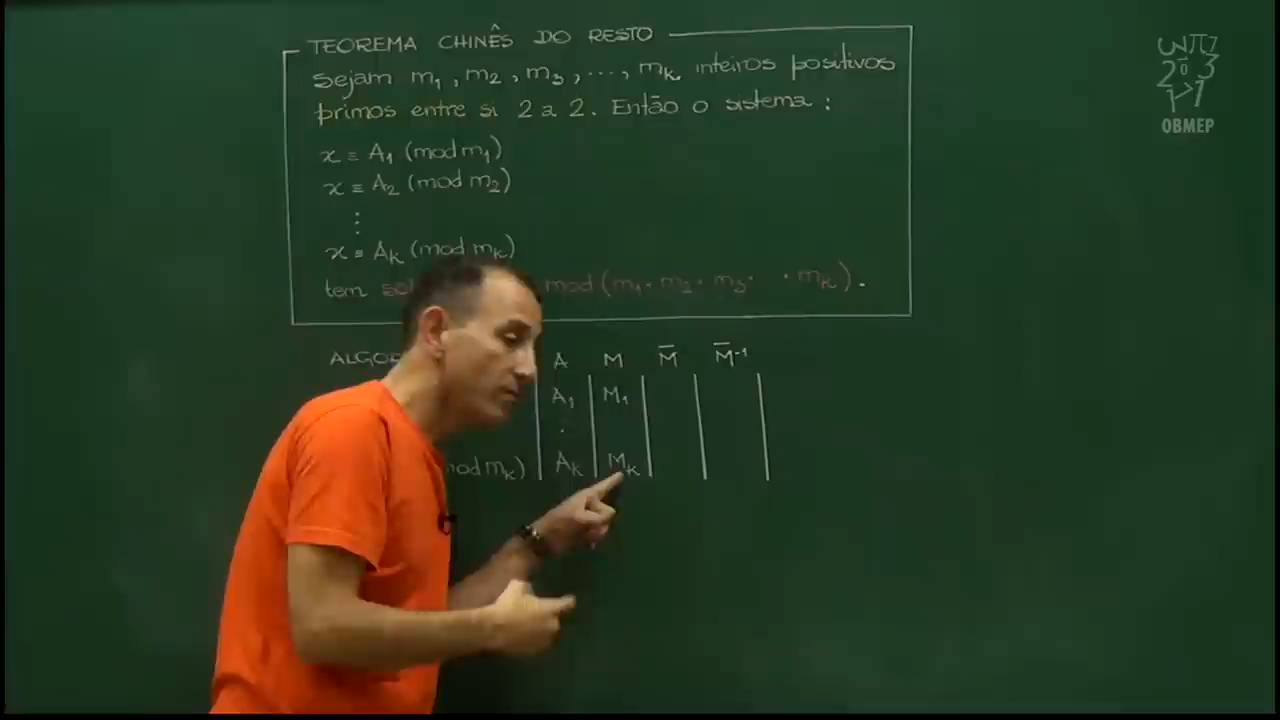 TEOREMA CHINÊS DO RESTO
Sejam m₁, m₂, m₃, ..., mₖ inteiros positivos
primos entre si 2 a 2. Então o sistema:
x ≡ A₁ (mod m₁)
x ≡ A₂ (mod m₂)
⋮
x ≡ Aₖ (mod mₖ)
tem mod (m₁ · m₂ · m₃ · · mₖ).
A M M̄ M̄⁻¹
A₁ M₁
mod mₖ) Aₖ Mₖ
OBMEP